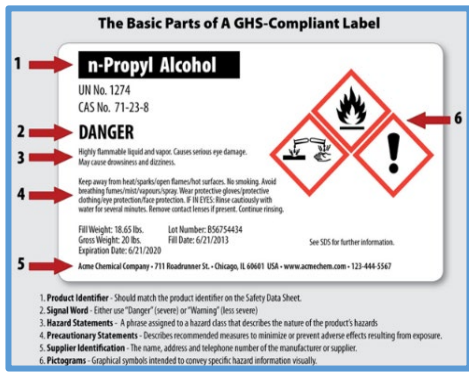 The Basic Parts of A GHS-Compliant Label
1
n-Propyl Alcohol
UN No. 1274
CAS No. 71-23-8
2
DANGER
3
Highly flammable liquid and vapor. Causes serious eye damage.
May cause drowsiness and dizziness.
4
Keep away from heat/sparks/open flames/hot surfaces. No smoking. Avoid
breathing fumes/mist/vapours/spray. Wear protective gloves/protective
clothing/eye protection/face protection. IF IN EYES: Rinse cautiously with
water for several minutes. Remove contact lenses if present. Continue rinsing.
6
Fill Weight: 18.65 lbs. Lot Number: B56754434
Gross Weight: 20 lbs. Fill Date: 6/21/2013
Expiration Date: 6/21/2020
See SDS for further information.
5
Acme Chemical Company • 711 Roadrunner St. • Chicago, IL 60601 USA • www.acmechem.com • 123-444-5567
1. Product Identifier - Should match the product identifier on the Safety Data Sheet.
2. Signal Word - Either use "Danger" (severe) or "Warning" (less severe)
3. Hazard Statements - A phrase assigned to a hazard class that describes the nature of the product's hazards
4. Precautionary Statements - Describes recommended measures to minimize or prevent adverse effects resulting from exposure.
5. Supplier Identification - The name, address and telephone number of the manufacturer or supplier.
6. Pictograms - Graphical symbols intended to convey specific hazard information visually.